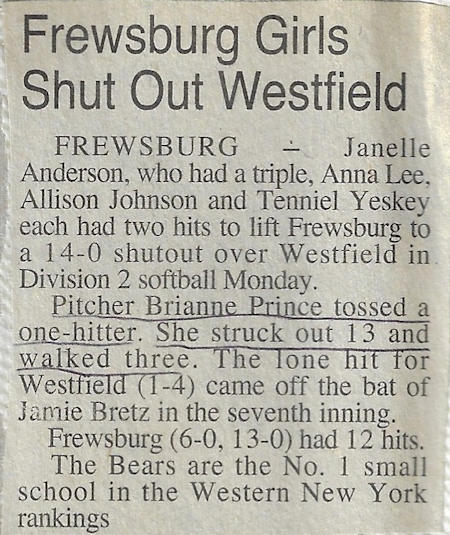 Frewsburg Girls
Shut Out Westfield
FREWSBURG – Janelle
Anderson, who had a triple, Anna Lee,
Allison Johnson and Tenniel Yeskey
each had two hits to lift Frewsburg to
a 14-0 shutout over Westfield in
Division 2 softball Monday.
Pitcher Brianne Prince tossed a
one-hitter. She struck out 13 and
walked three. The lone hit for
Westfield (1-4) came off the bat of
Jamie Bretz in the seventh inning.
Frewsburg (6-0, 13-0) had 12 hits.
The Bears are the No. 1 small
school in the Western New York
rankings